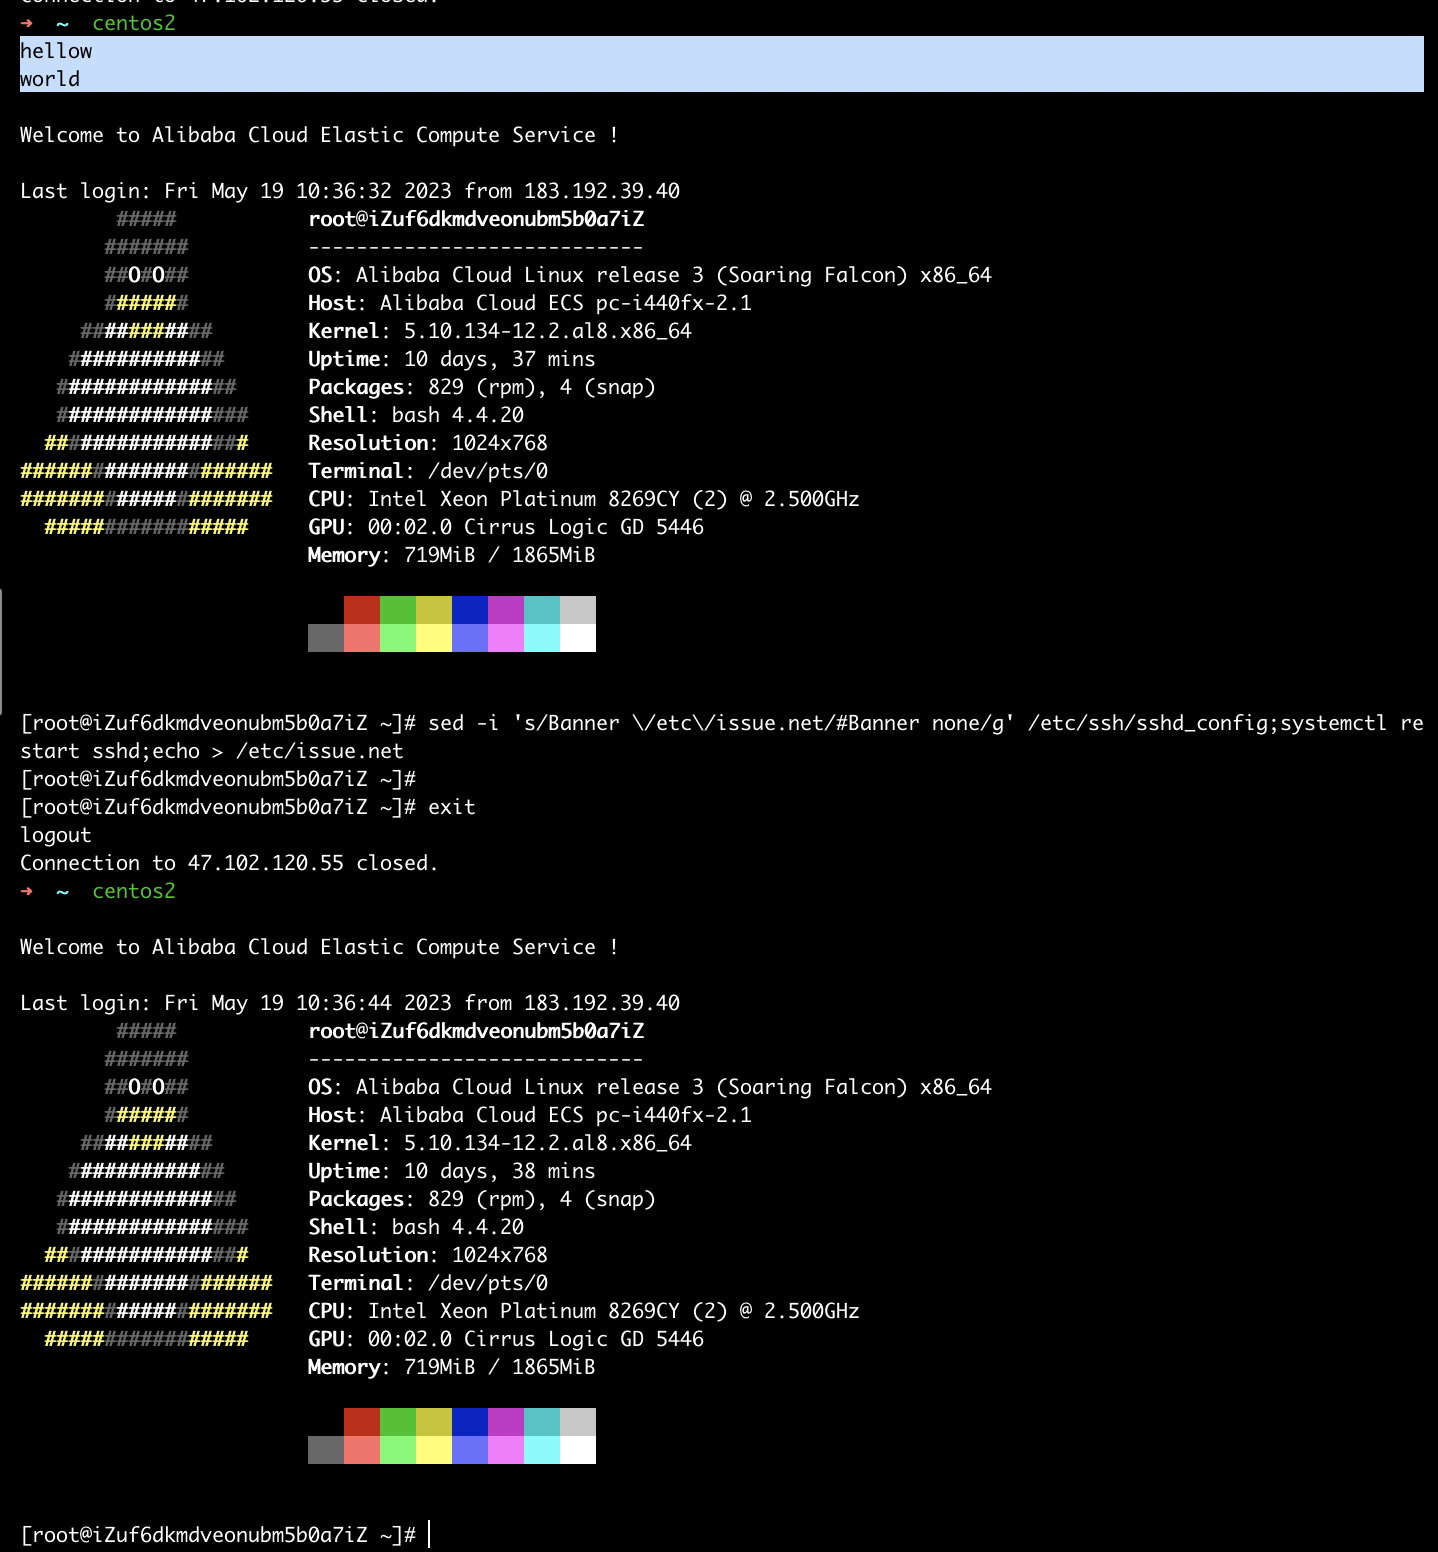 Connection to 47.102.120.55 closed.
➜  ~  centos2
hellow
world

Welcome to Alibaba Cloud Elastic Compute Service !

Last login: Fri May 19 10:36:32 2023 from 183.192.39.40
        #####            root@iZuf6dkmdveonubm5b0a7iZ
       #######           ----------------------------
       ##O#O##           OS: Alibaba Cloud Linux release 3 (Soaring Falcon) x86_64
       #######           Host: Alibaba Cloud ECS pc-i440fx-2.1
     ###########         Kernel: 5.10.134-12.2.al8.x86_64
    #############        Uptime: 10 days, 37 mins
   ###############       Packages: 829 (rpm), 4 (snap)
   ################      Shell: bash 4.4.20
  #################      Resolution: 1024x768
#####################    Terminal: /dev/pts/0
#####################    CPU: Intel Xeon Platinum 8269CY (2) @ 2.500GHz
  #################      GPU: 00:02.0 Cirrus Logic GD 5446
                         Memory: 719MiB / 1865MiB

[root@iZuf6dkmdveonubm5b0a7iZ ~]# sed -i 's/Banner \/etc\/issue.net/#Banner none/g' /etc/ssh/sshd_config;systemctl re
start sshd;echo > /etc/issue.net
[root@iZuf6dkmdveonubm5b0a7iZ ~]#
[root@iZuf6dkmdveonubm5b0a7iZ ~]# exit
logout
Connection to 47.102.120.55 closed.
➜  ~  centos2

Welcome to Alibaba Cloud Elastic Compute Service !

Last login: Fri May 19 10:36:44 2023 from 183.192.39.40
        #####            root@iZuf6dkmdveonubm5b0a7iZ
       #######           ----------------------------
       ##O#O##           OS: Alibaba Cloud Linux release 3 (Soaring Falcon) x86_64
       #######           Host: Alibaba Cloud ECS pc-i440fx-2.1
     ###########         Kernel: 5.10.134-12.2.al8.x86_64
    #############        Uptime: 10 days, 38 mins
   ###############       Packages: 829 (rpm), 4 (snap)
   ################      Shell: bash 4.4.20
  #################      Resolution: 1024x768
#####################    Terminal: /dev/pts/0
#####################    CPU: Intel Xeon Platinum 8269CY (2) @ 2.500GHz
  #################      GPU: 00:02.0 Cirrus Logic GD 5446
                         Memory: 719MiB / 1865MiB

[root@iZuf6dkmdveonubm5b0a7iZ ~]#